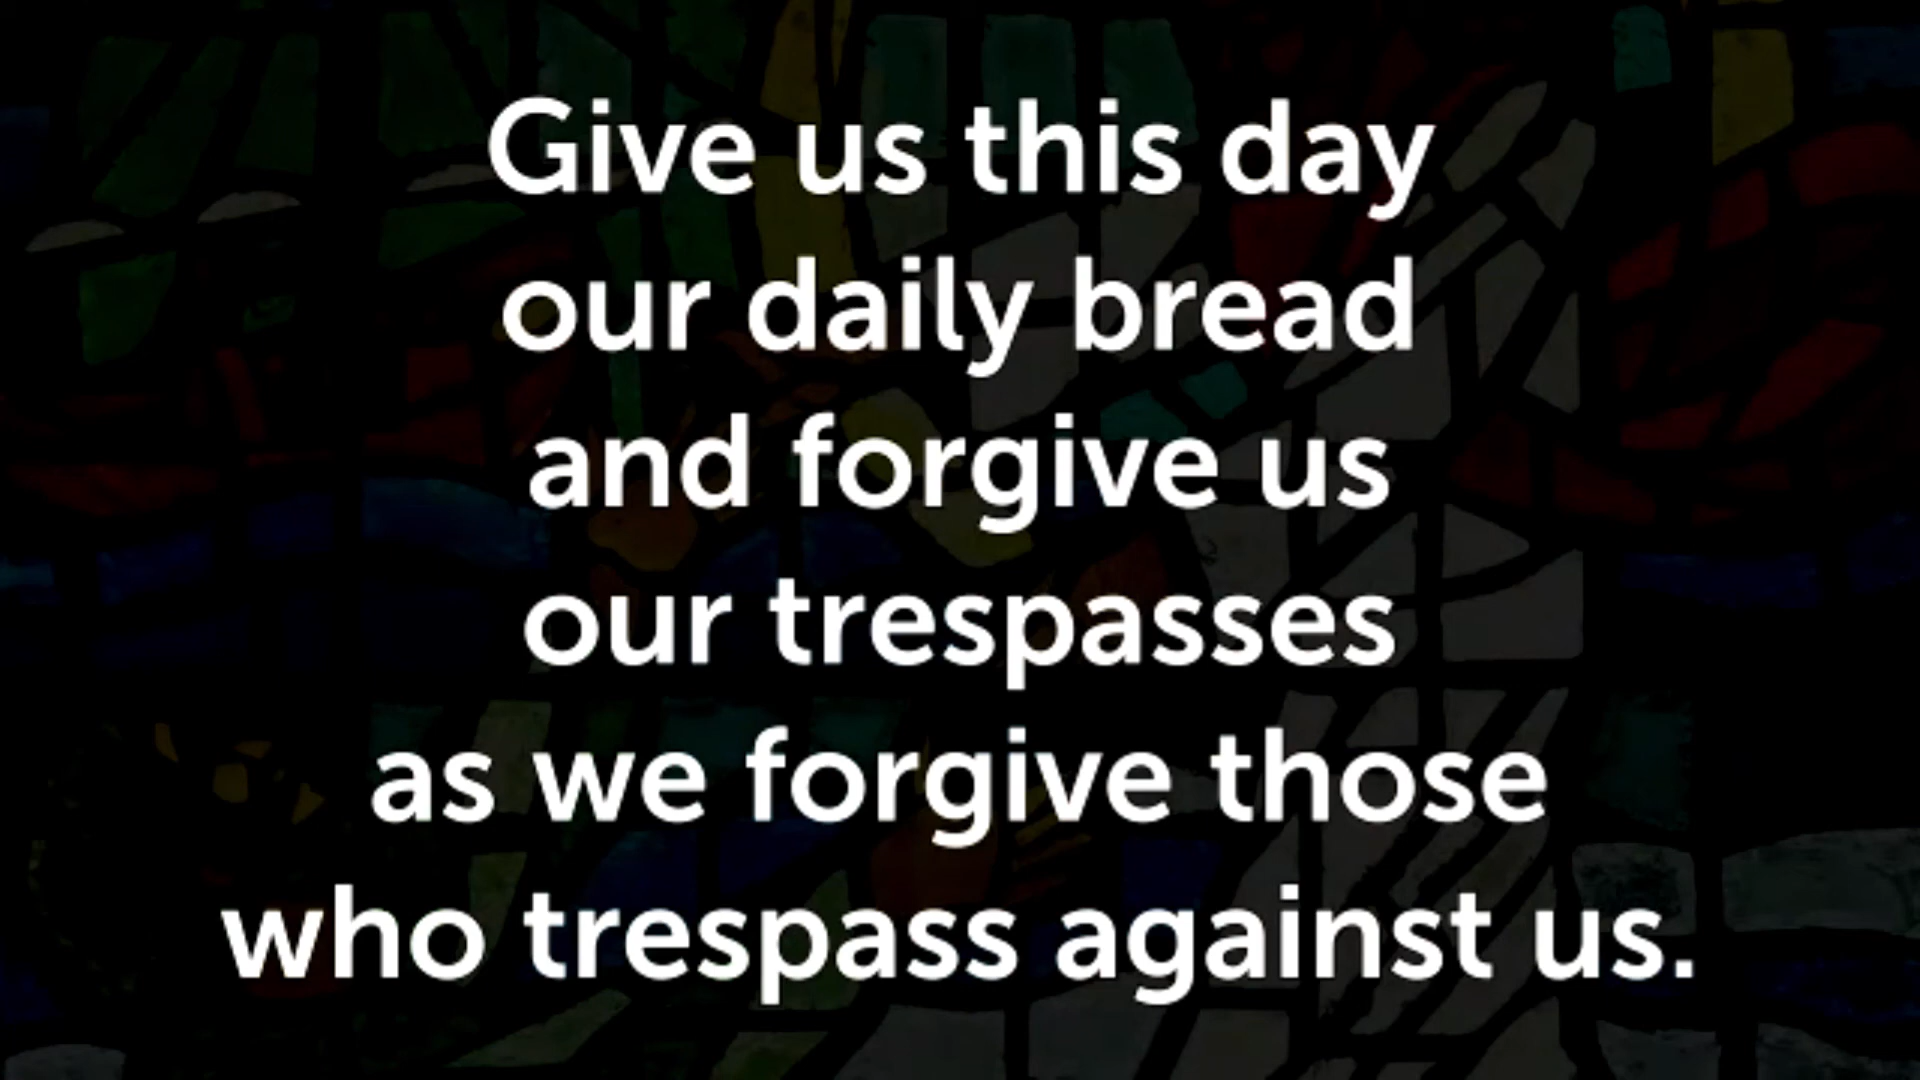 Give us this day
our daily bread
and forgive us
our trespasses
as we forgive those
who trespass against us.